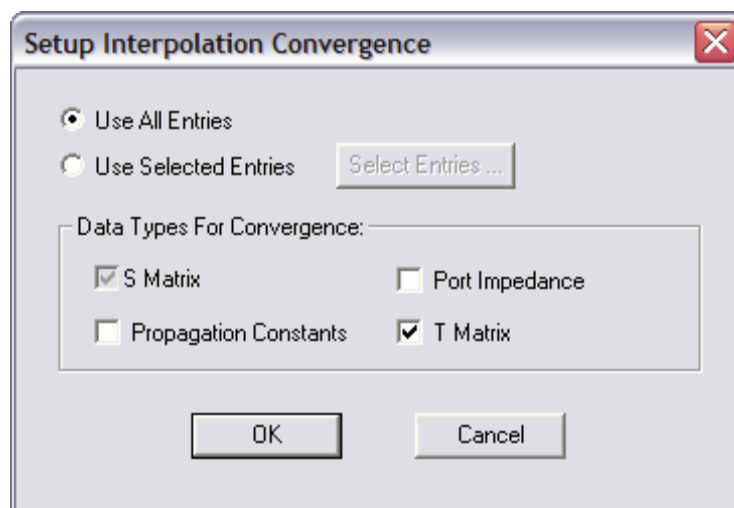 Setup Interpolation Convergence
Use All Entries
Use Selected Entries Select Entries ...
Data Types For Convergence:
S Matrix Port Impedance
Propagation Constants T Matrix
OK Cancel